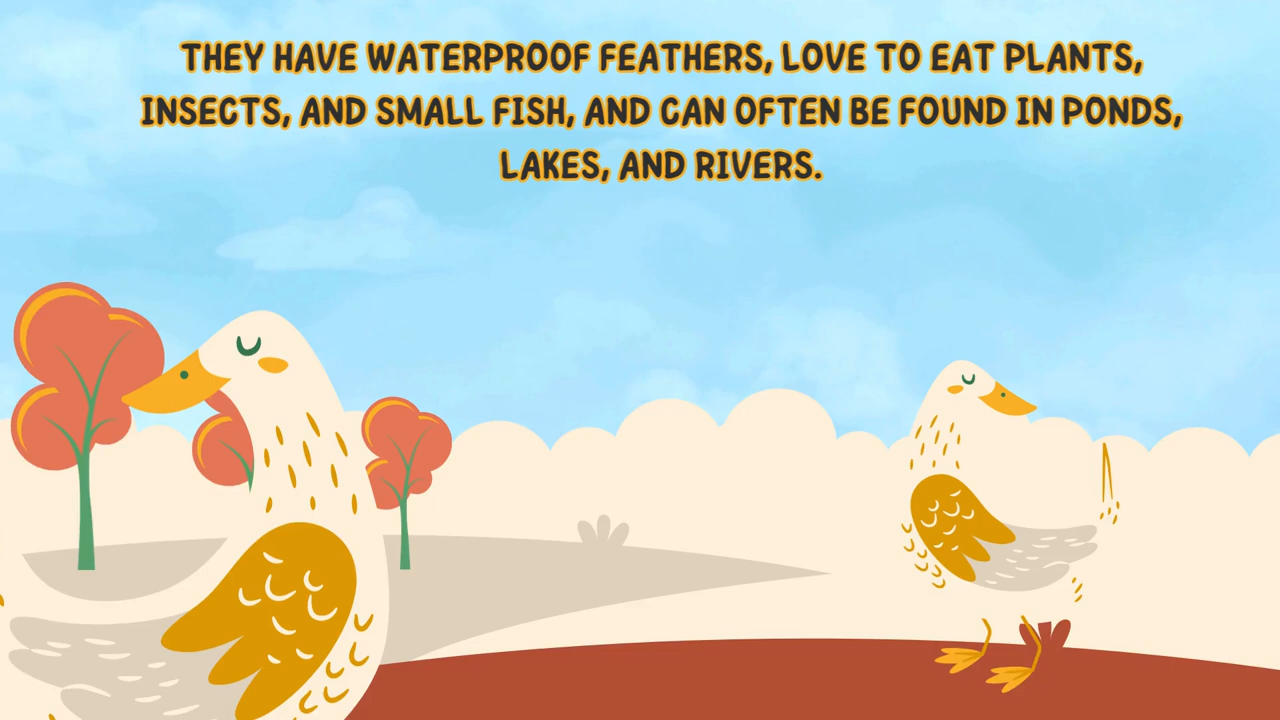 THEY HAVE WATERPROOF FEATHERS, LOVE TO EAT PLANTS,
INSECTS, AND SMALL FISH, AND CAN OFTEN BE FOUND IN PONDS,
LAKES, AND RIVERS.